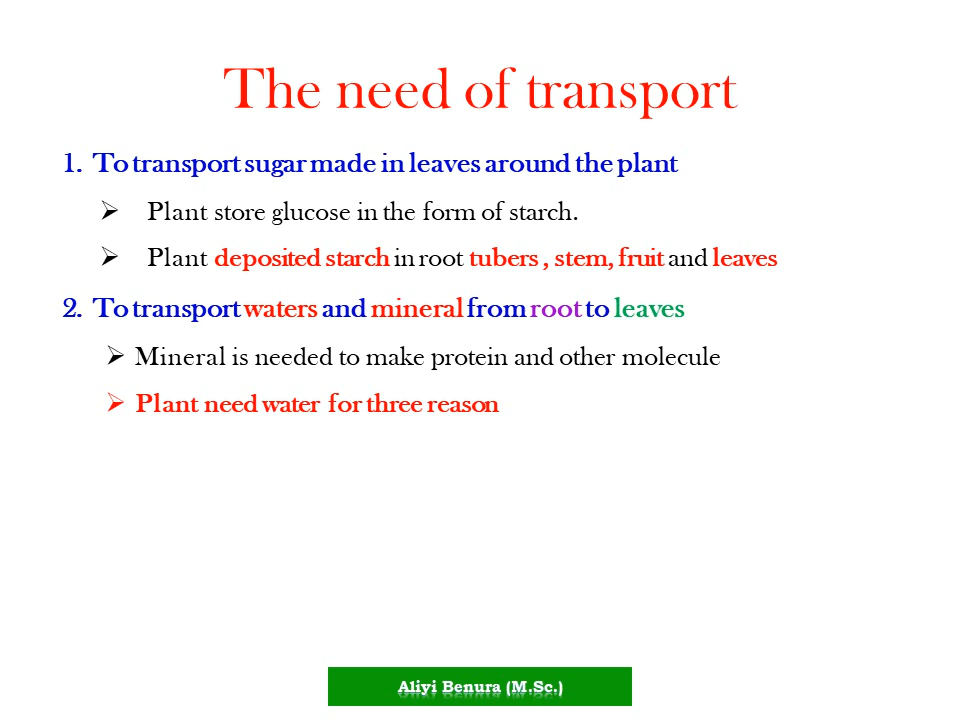 The need of transport
1. To transport sugar made in leaves around the plant
➢ Plant store glucose in the form of starch.
➢ Plant deposited starch in root tubers , stem, fruit and leaves
2. To transport waters and mineral from root to leaves
➢ Mineral is needed to make protein and other molecule
➢ Plant need water for three reason
Aliyi Benura (M.Sc.)